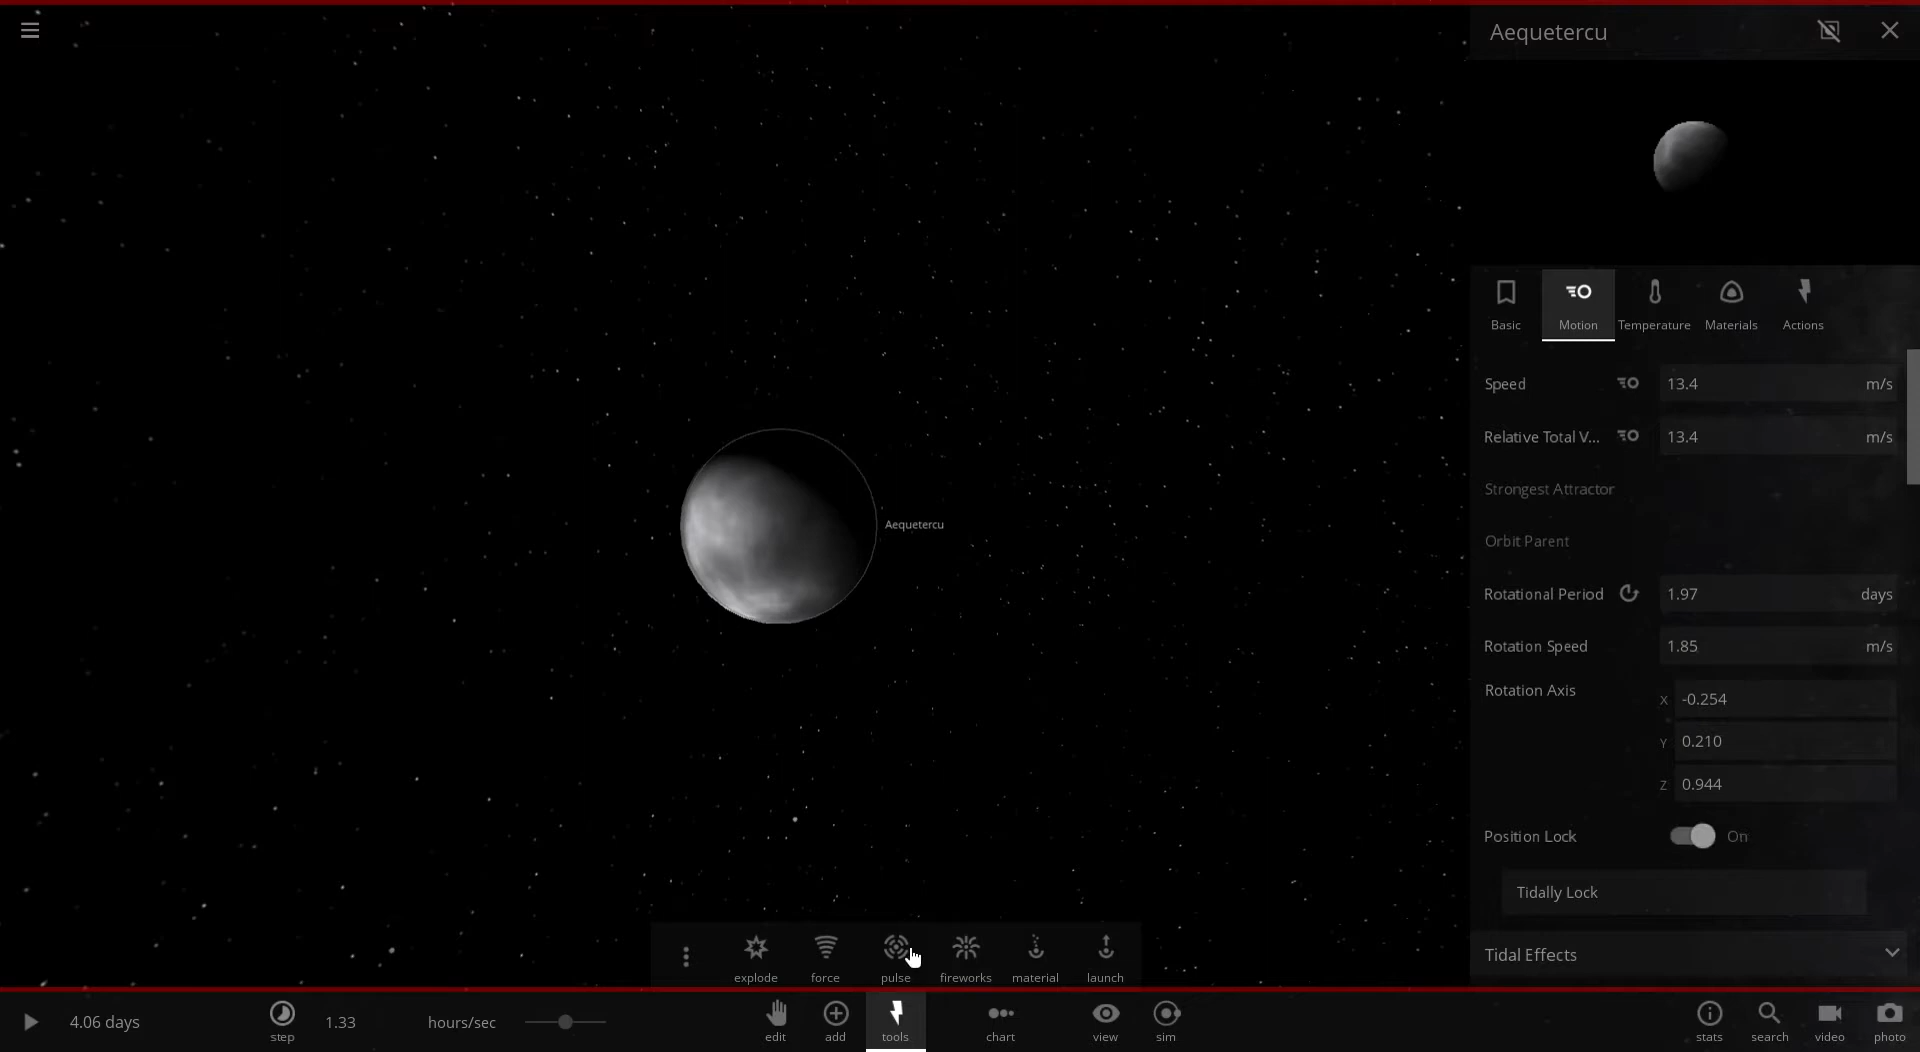 Aequetercu
Basic
Motion
Temperature
Materials
Actions
Speed 13.4 m/s
Relative Total V... 13.4 m/s
Strongest Attractor
Orbit Parent
Aequetercu
Rotational Period 1.97 days
Rotation Speed 1.85 m/s
Rotation Axis
X -0.254
Y 0.210
Z 0.944
Position Lock On
Tidally Lock
Tidal Effects
explode
force
pulse
fireworks
material
launch
4.06 days
step
1.33 hours/sec
edit
add
tools
chart
view
sim
stats
search
video
photo